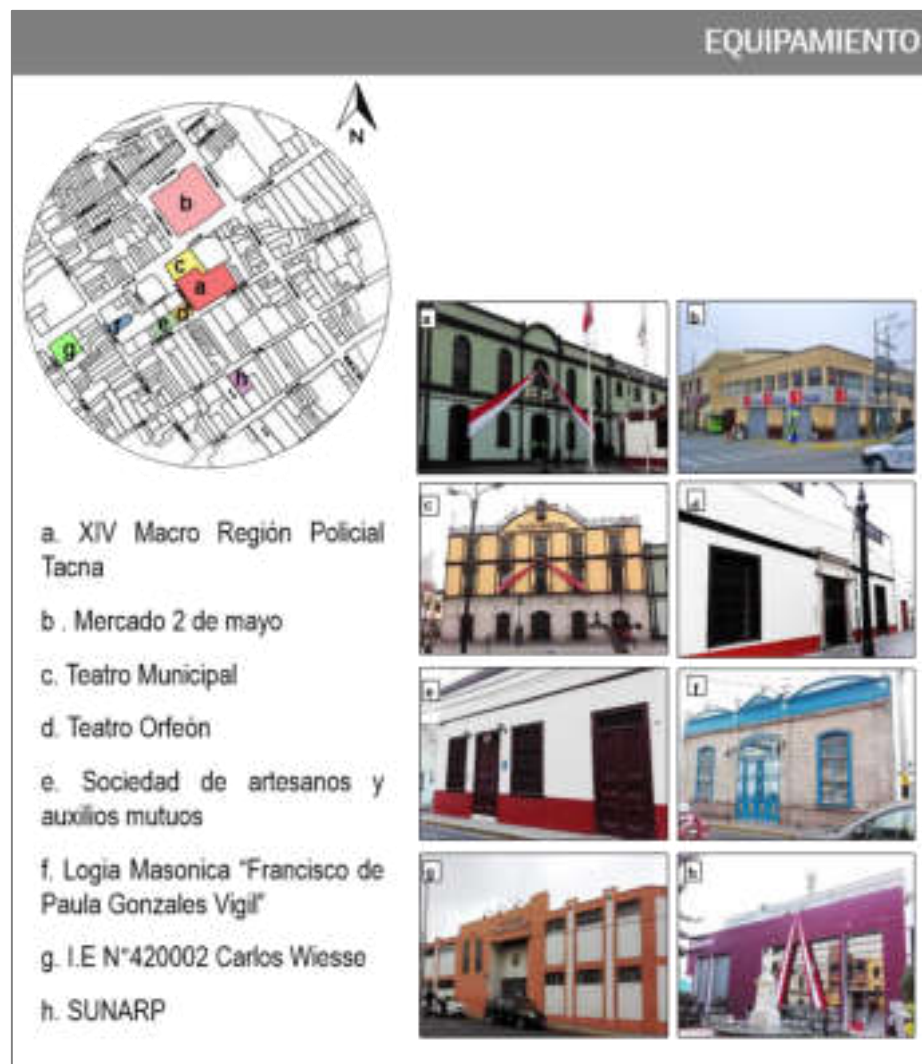 EQUIPAMIENTO
N
b
c
a
d
e
f
g
h
a. XIV Macro Región Policial
Tacna
b . Mercado 2 de mayo
c. Teatro Municipal
d. Teatro Orfeón
e. Sociedad de artesanos y
auxilios mutuos
f. Logia Masonica “Francisco de
Paula Gonzales Vigil”
g. I.E N°420002 Carlos Wiesse
h. SUNARP
a
b
c
d
e
f
g
h